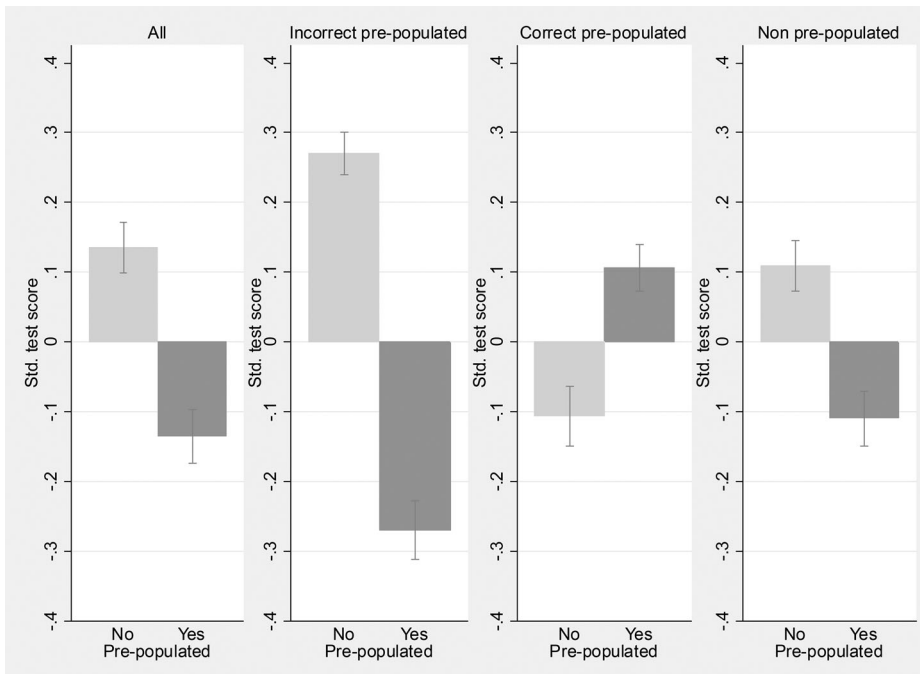 All
Std. test score
.4
.3
.2
.1
0
-.1
-.2
-.3
-.4
No Yes
Pre-populated
Incorrect pre-populated
Std. test score
.4
.3
.2
.1
0
-.1
-.2
-.3
-.4
No Yes
Pre-populated
Correct pre-populated
Std. test score
.4
.3
.2
.1
0
-.1
-.2
-.3
-.4
No Yes
Pre-populated
Non pre-populated
Std. test score
.4
.3
.2
.1
0
-.1
-.2
-.3
-.4
No Yes
Pre-populated